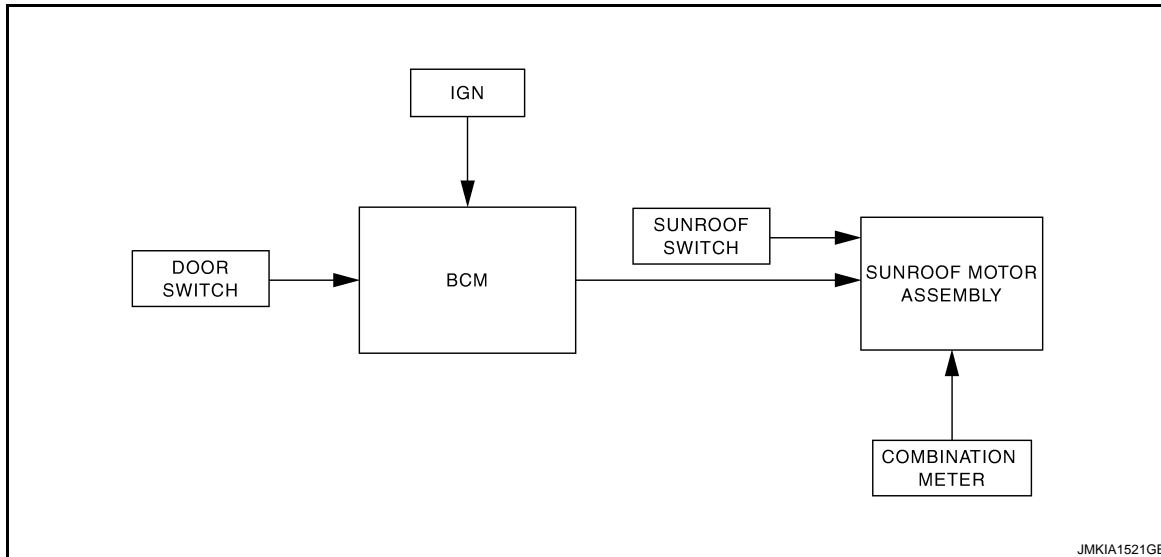 IGN
SUNROOF
SWITCH
DOOR
SWITCH
BCM
SUNROOF MOTOR
ASSEMBLY
COMBINATION
METER
JMKIA1521GB